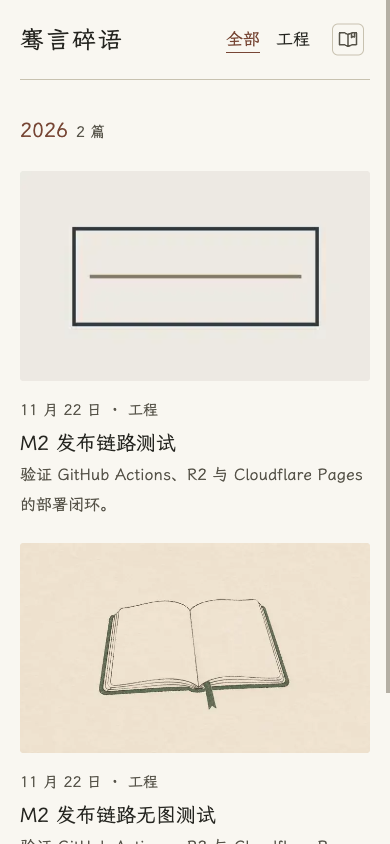 骞言碎语
全部 工程
2026 2 篇
11 月 22 日 · 工程
M2 发布链路测试
验证 GitHub Actions、R2 与 Cloudflare Pages
的部署闭环。
11 月 22 日 · 工程
M2 发布链路无图测试